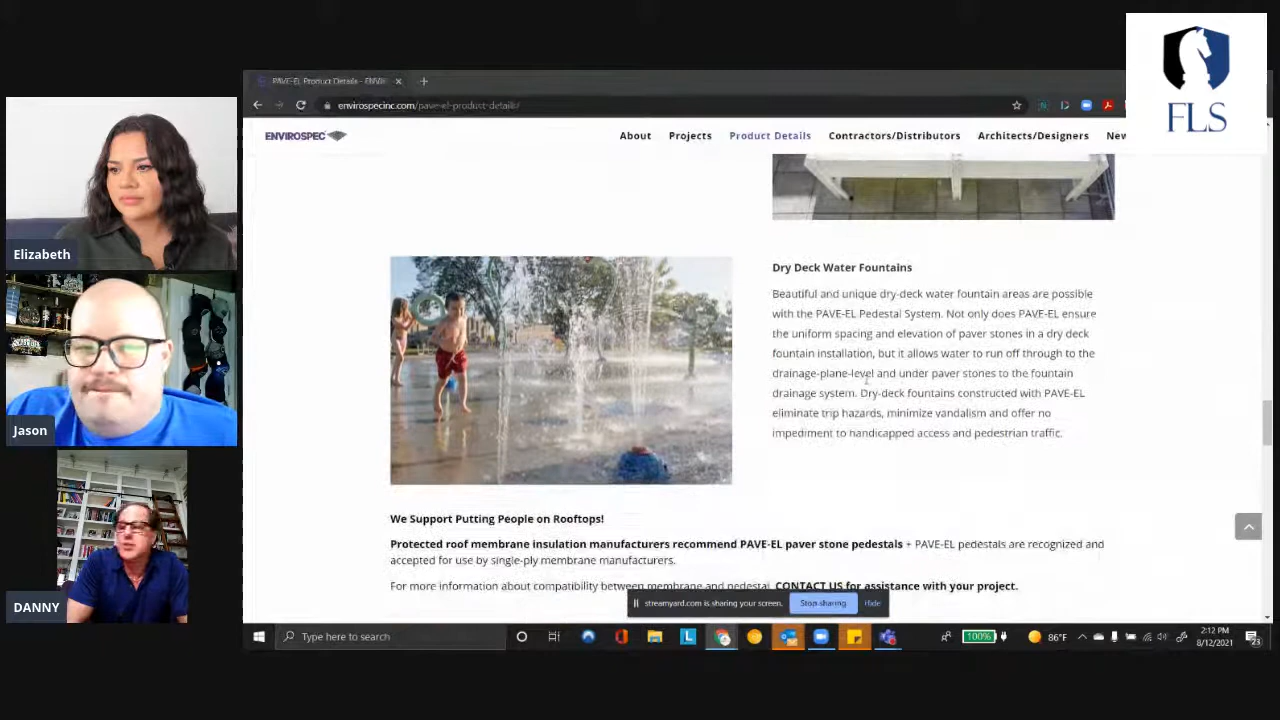 FLS
PAVE-EL Product Details - ENVIR
envirospecinc.com/pave-el-product-details/
ENVIROSPEC
About Projects Product Details Contractors/Distributors Architects/Designers New
Elizabeth
Jason
DANNY
Dry Deck Water Fountains
Beautiful and unique dry-deck water fountain areas are possible
with the PAVE-EL Pedestal System. Not only does PAVE-EL ensure
the uniform spacing and elevation of paver stones in a dry deck
fountain installation, but it allows water to run off through to the
drainage-plane-level and under paver stones to the fountain
drainage system. Dry-deck fountains constructed with PAVE-EL
eliminate trip hazards, minimize vandalism and offer no
impediment to handicapped access and pedestrian traffic.
We Support Putting People on Rooftops!
Protected roof membrane insulation manufacturers recommend PAVE-EL paver stone pedestals + PAVE-EL pedestals are recognized and
accepted for use by single-ply membrane manufacturers.
For more information about compatibility between membrane and pedestal, CONTACT US for assistance with your project.
streamyard.com is sharing your screen. Stop sharing Hide
Type here to search
100%
86°F
2:12 PM
8/12/2021
23